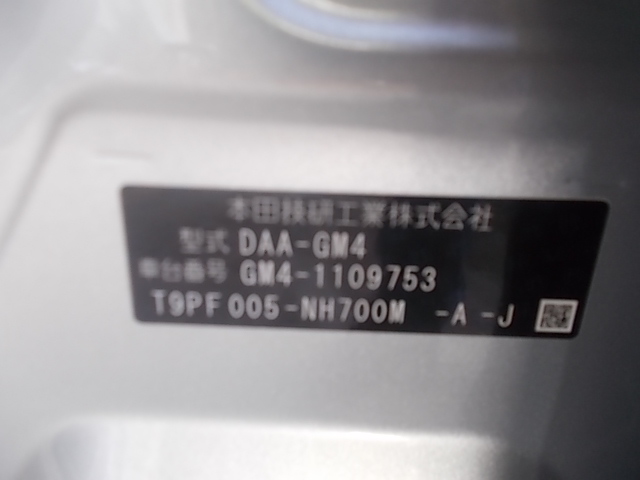 本田技研工業株式会社
型式 DAA-GM4
車台番号 GM4-1109753
T9PF005-NH700M -A -J